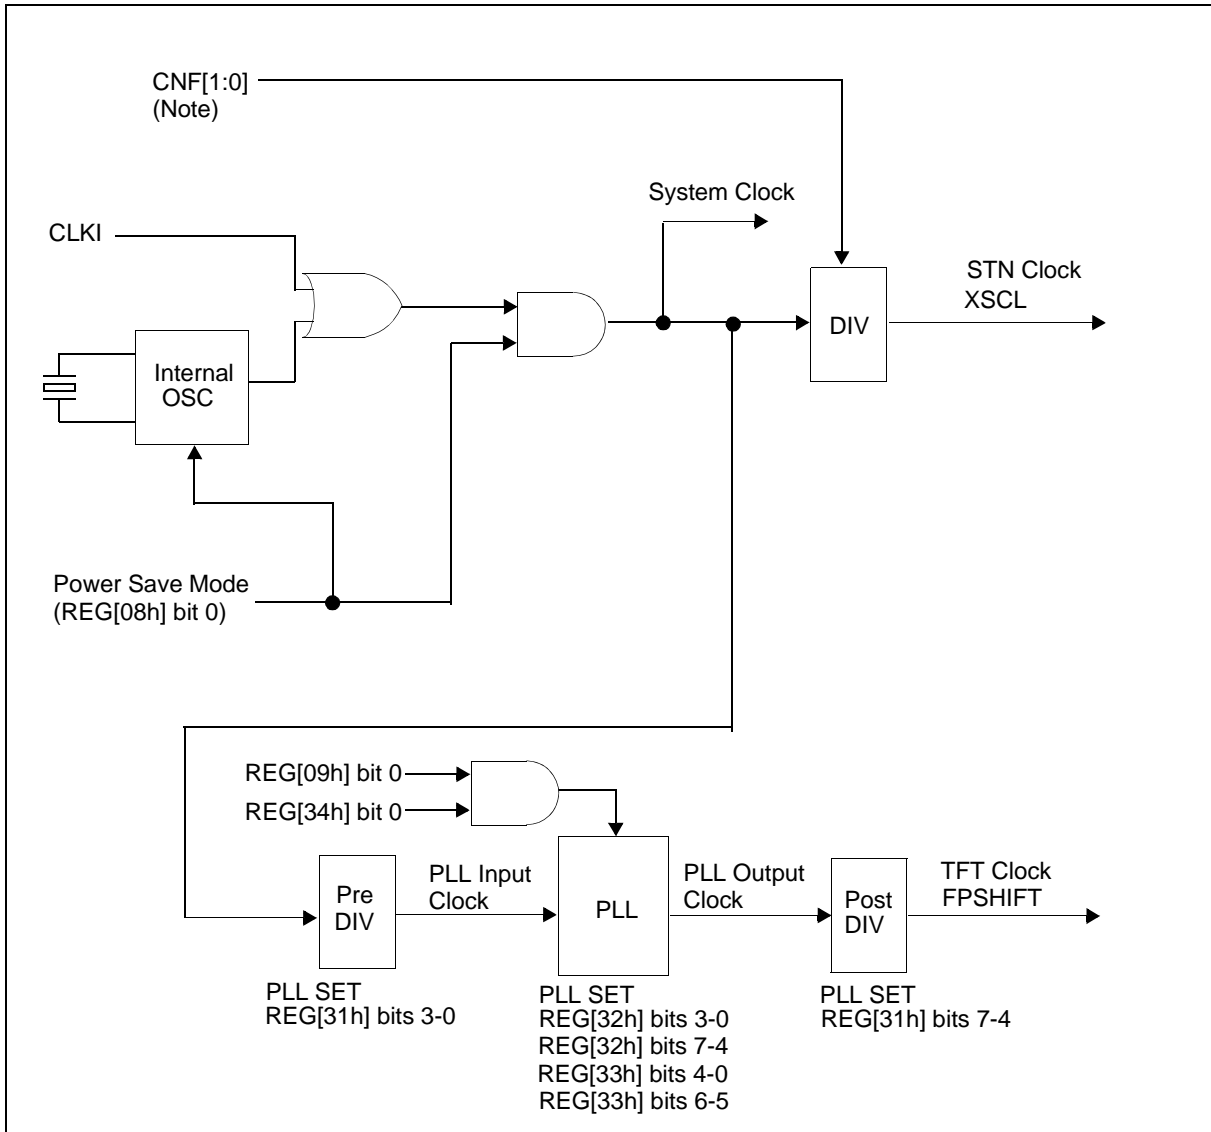 CNF[1:0]
(Note)
System Clock
CLKI
STN Clock
XSCL
DIV
Internal
OSC
Power Save Mode
(REG[08h] bit 0)
REG[09h] bit 0
REG[34h] bit 0
PLL Input
Clock
PLL Output
Clock
TFT Clock
FPSHIFT
Pre
DIV
PLL
Post
DIV
PLL SET
REG[31h] bits 3-0
PLL SET
REG[32h] bits 3-0
REG[32h] bits 7-4
REG[33h] bits 4-0
REG[33h] bits 6-5
PLL SET
REG[31h] bits 7-4